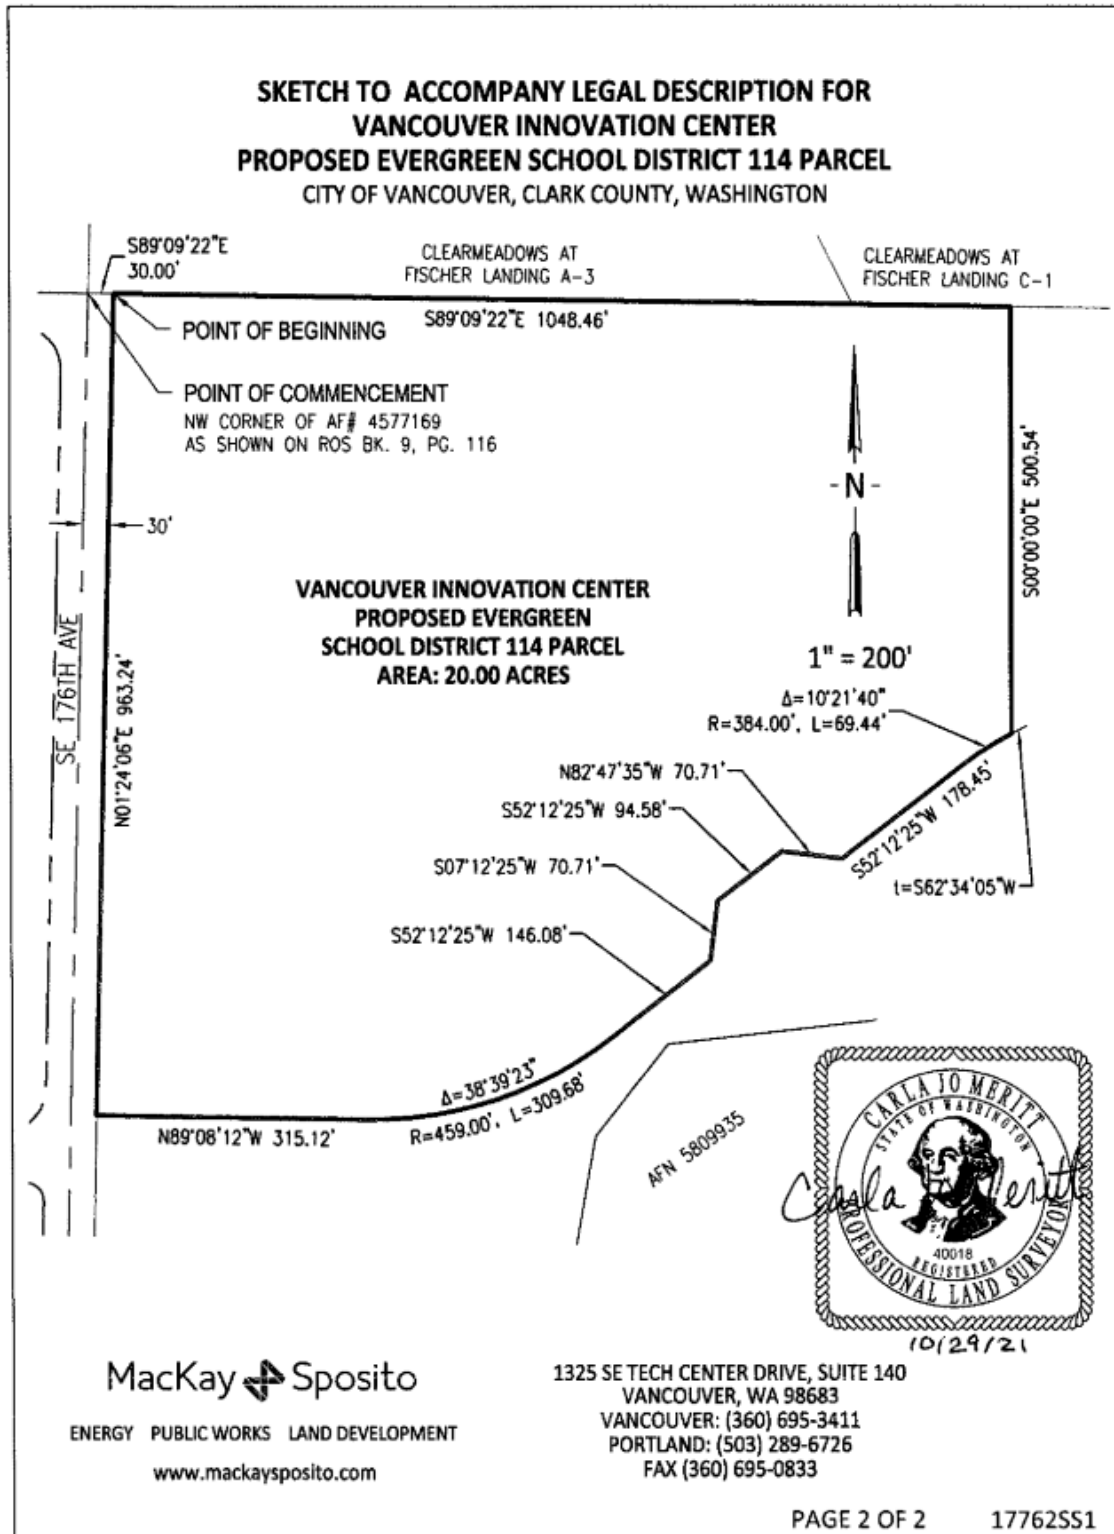 SKETCH TO ACCOMPANY LEGAL DESCRIPTION FOR
VANCOUVER INNOVATION CENTER
PROPOSED EVERGREEN SCHOOL DISTRICT 114 PARCEL
CITY OF VANCOUVER, CLARK COUNTY, WASHINGTON
S89°09'22"E
30.00'
CLEARMEADOWS AT
FISCHER LANDING A-3
CLEARMEADOWS AT
FISCHER LANDING C-1
S89°09'22"E 1048.46'
POINT OF BEGINNING
POINT OF COMMENCEMENT
NW CORNER OF AF# 4577169
AS SHOWN ON ROS BK. 9, PG. 116
30'
N
1" = 200'
S00°00'00"E 500.54'
SE 176TH AVE
N01°24'06"E 963.24'
VANCOUVER INNOVATION CENTER
PROPOSED EVERGREEN
SCHOOL DISTRICT 114 PARCEL
AREA: 20.00 ACRES
Δ=10°21'40"
R=384.00', L=69.44'
N82°47'35"W 70.71'
S52°12'25"W 94.58'
S52°12'25"W 178.45'
S07°12'25"W 70.71'
t=S62°34'05"W
S52°12'25"W 146.08'
Δ=38°39'23"
R=459.00', L=309.68'
N89°08'12"W 315.12'
AFN 5809935
CARLA JO MERITT
STATE OF WASHINGTON
Carla Jo Meritt
40018
REGISTERED
PROFESSIONAL LAND SURVEYOR
10/29/21
MacKay Sposito
ENERGY PUBLIC WORKS LAND DEVELOPMENT
www.mackaysposito.com
1325 SE TECH CENTER DRIVE, SUITE 140
VANCOUVER, WA 98683
VANCOUVER: (360) 695-3411
PORTLAND: (503) 289-6726
FAX (360) 695-0833
PAGE 2 OF 2 17762SS1